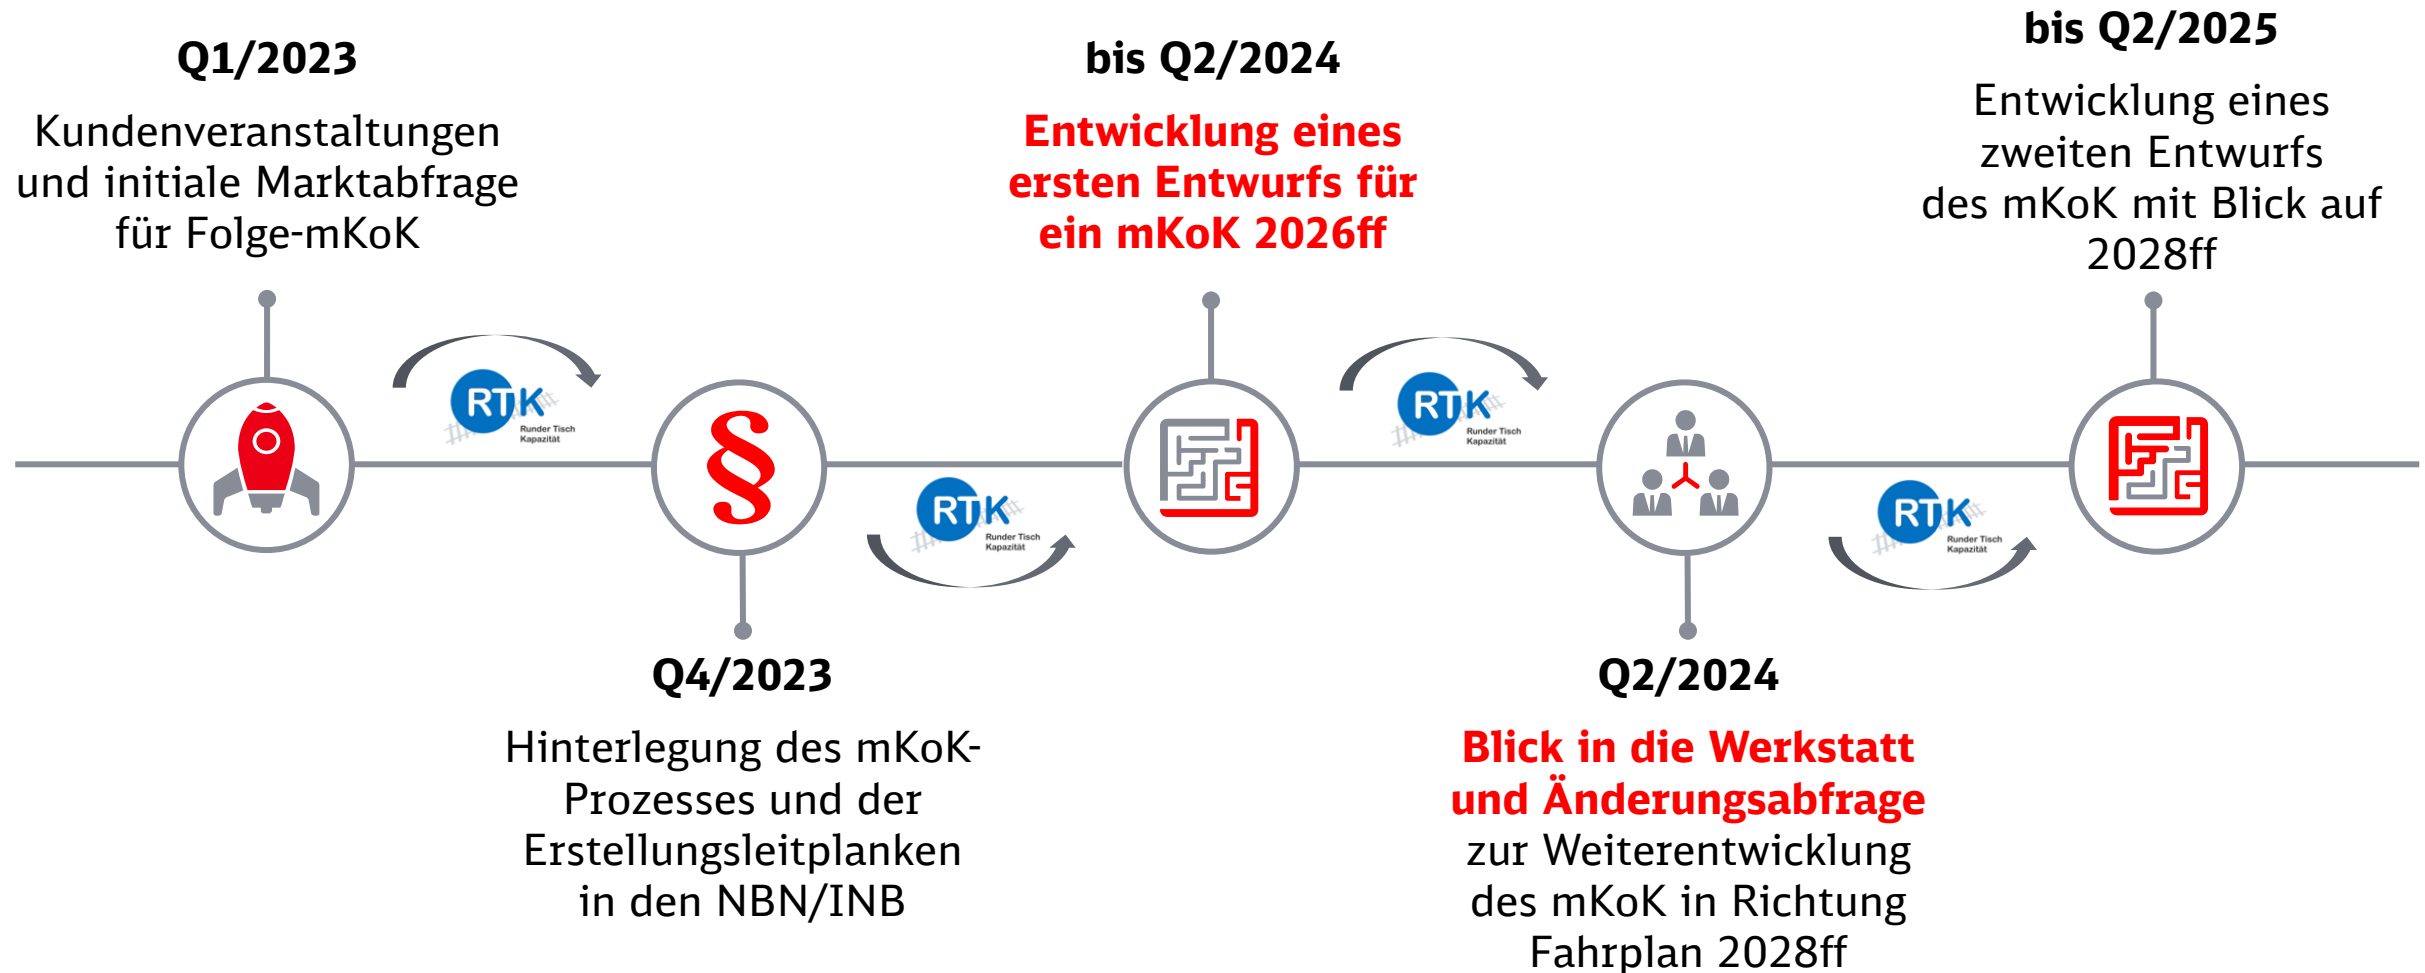 Q1/2023
Kundenveranstaltungen
und initiale Marktabfrage
für Folge-mKoK
bis Q2/2024
Entwicklung eines
ersten Entwurfs für
ein mKoK 2026ff
bis Q2/2025
Entwicklung eines
zweiten Entwurfs
des mKoK mit Blick auf
2028ff
RTK
Runder Tisch
Kapazität
§
RTK
Runder Tisch
Kapazität
RTK
Runder Tisch
Kapazität
RTK
Runder Tisch
Kapazität
Q4/2023
Hinterlegung des mKoK-
Prozesses und der
Erstellungsleitplanken
in den NBN/INB
Q2/2024
Blick in die Werkstatt
und Änderungsabfrage
zur Weiterentwicklung
des mKoK in Richtung
Fahrplan 2028ff